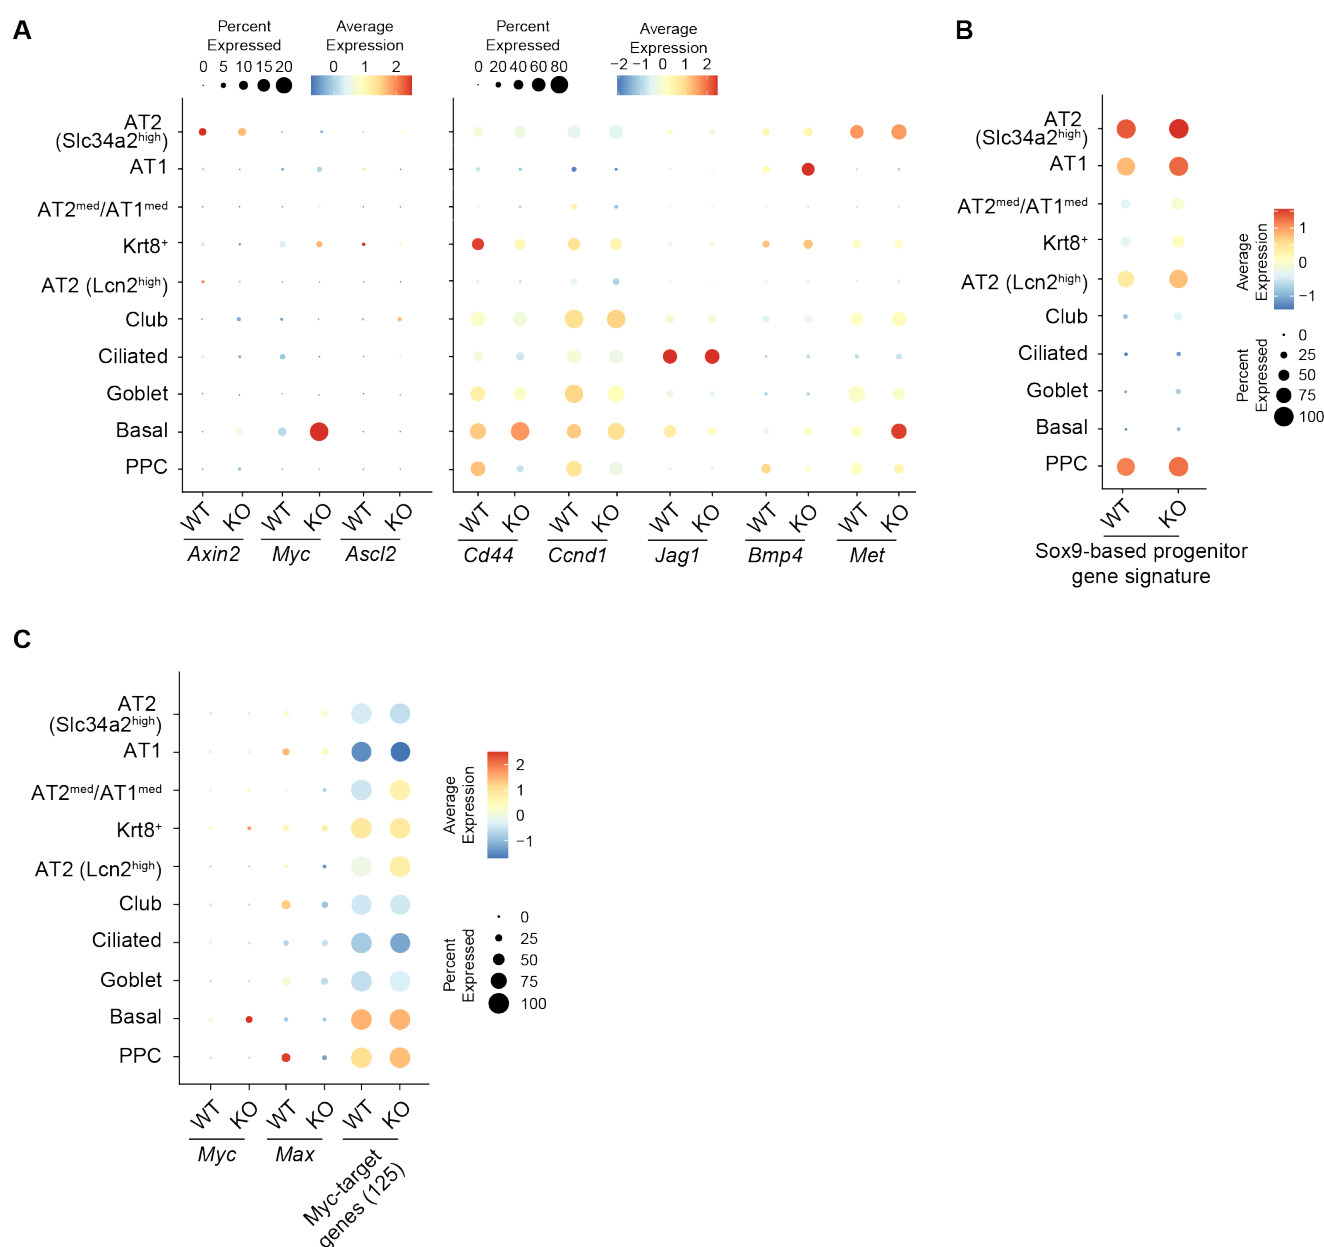 A
Percent
Expressed
0 5 10 15 20
Average
Expression
0 1 2
Percent
Expressed
0 20 40 60 80
Average
Expression
−2 −1 0 1 2
AT2
(Slc34a2high)
AT1
AT2med/AT1med
Krt8+
AT2 (Lcn2high)
Club
Ciliated
Goblet
Basal
PPC
WT KO WT KO WT KO
Axin2 Myc Ascl2
WT KO WT KO WT KO WT KO WT KO
Cd44 Ccnd1 Jag1 Bmp4 Met
B
AT2
(Slc34a2high)
AT1
AT2med/AT1med
Krt8+
AT2 (Lcn2high)
Club
Ciliated
Goblet
Basal
PPC
WT KO
Sox9-based progenitor
gene signature
Average
Expression
1
0
−1
Percent
Expressed
0
25
50
75
100
C
AT2
(Slc34a2high)
AT1
AT2med/AT1med
Krt8+
AT2 (Lcn2high)
Club
Ciliated
Goblet
Basal
PPC
WT KO WT KO WT KO
Myc Max
Myc-target
genes (125)
Average
Expression
2
1
0
−1
Percent
Expressed
0
25
50
75
100